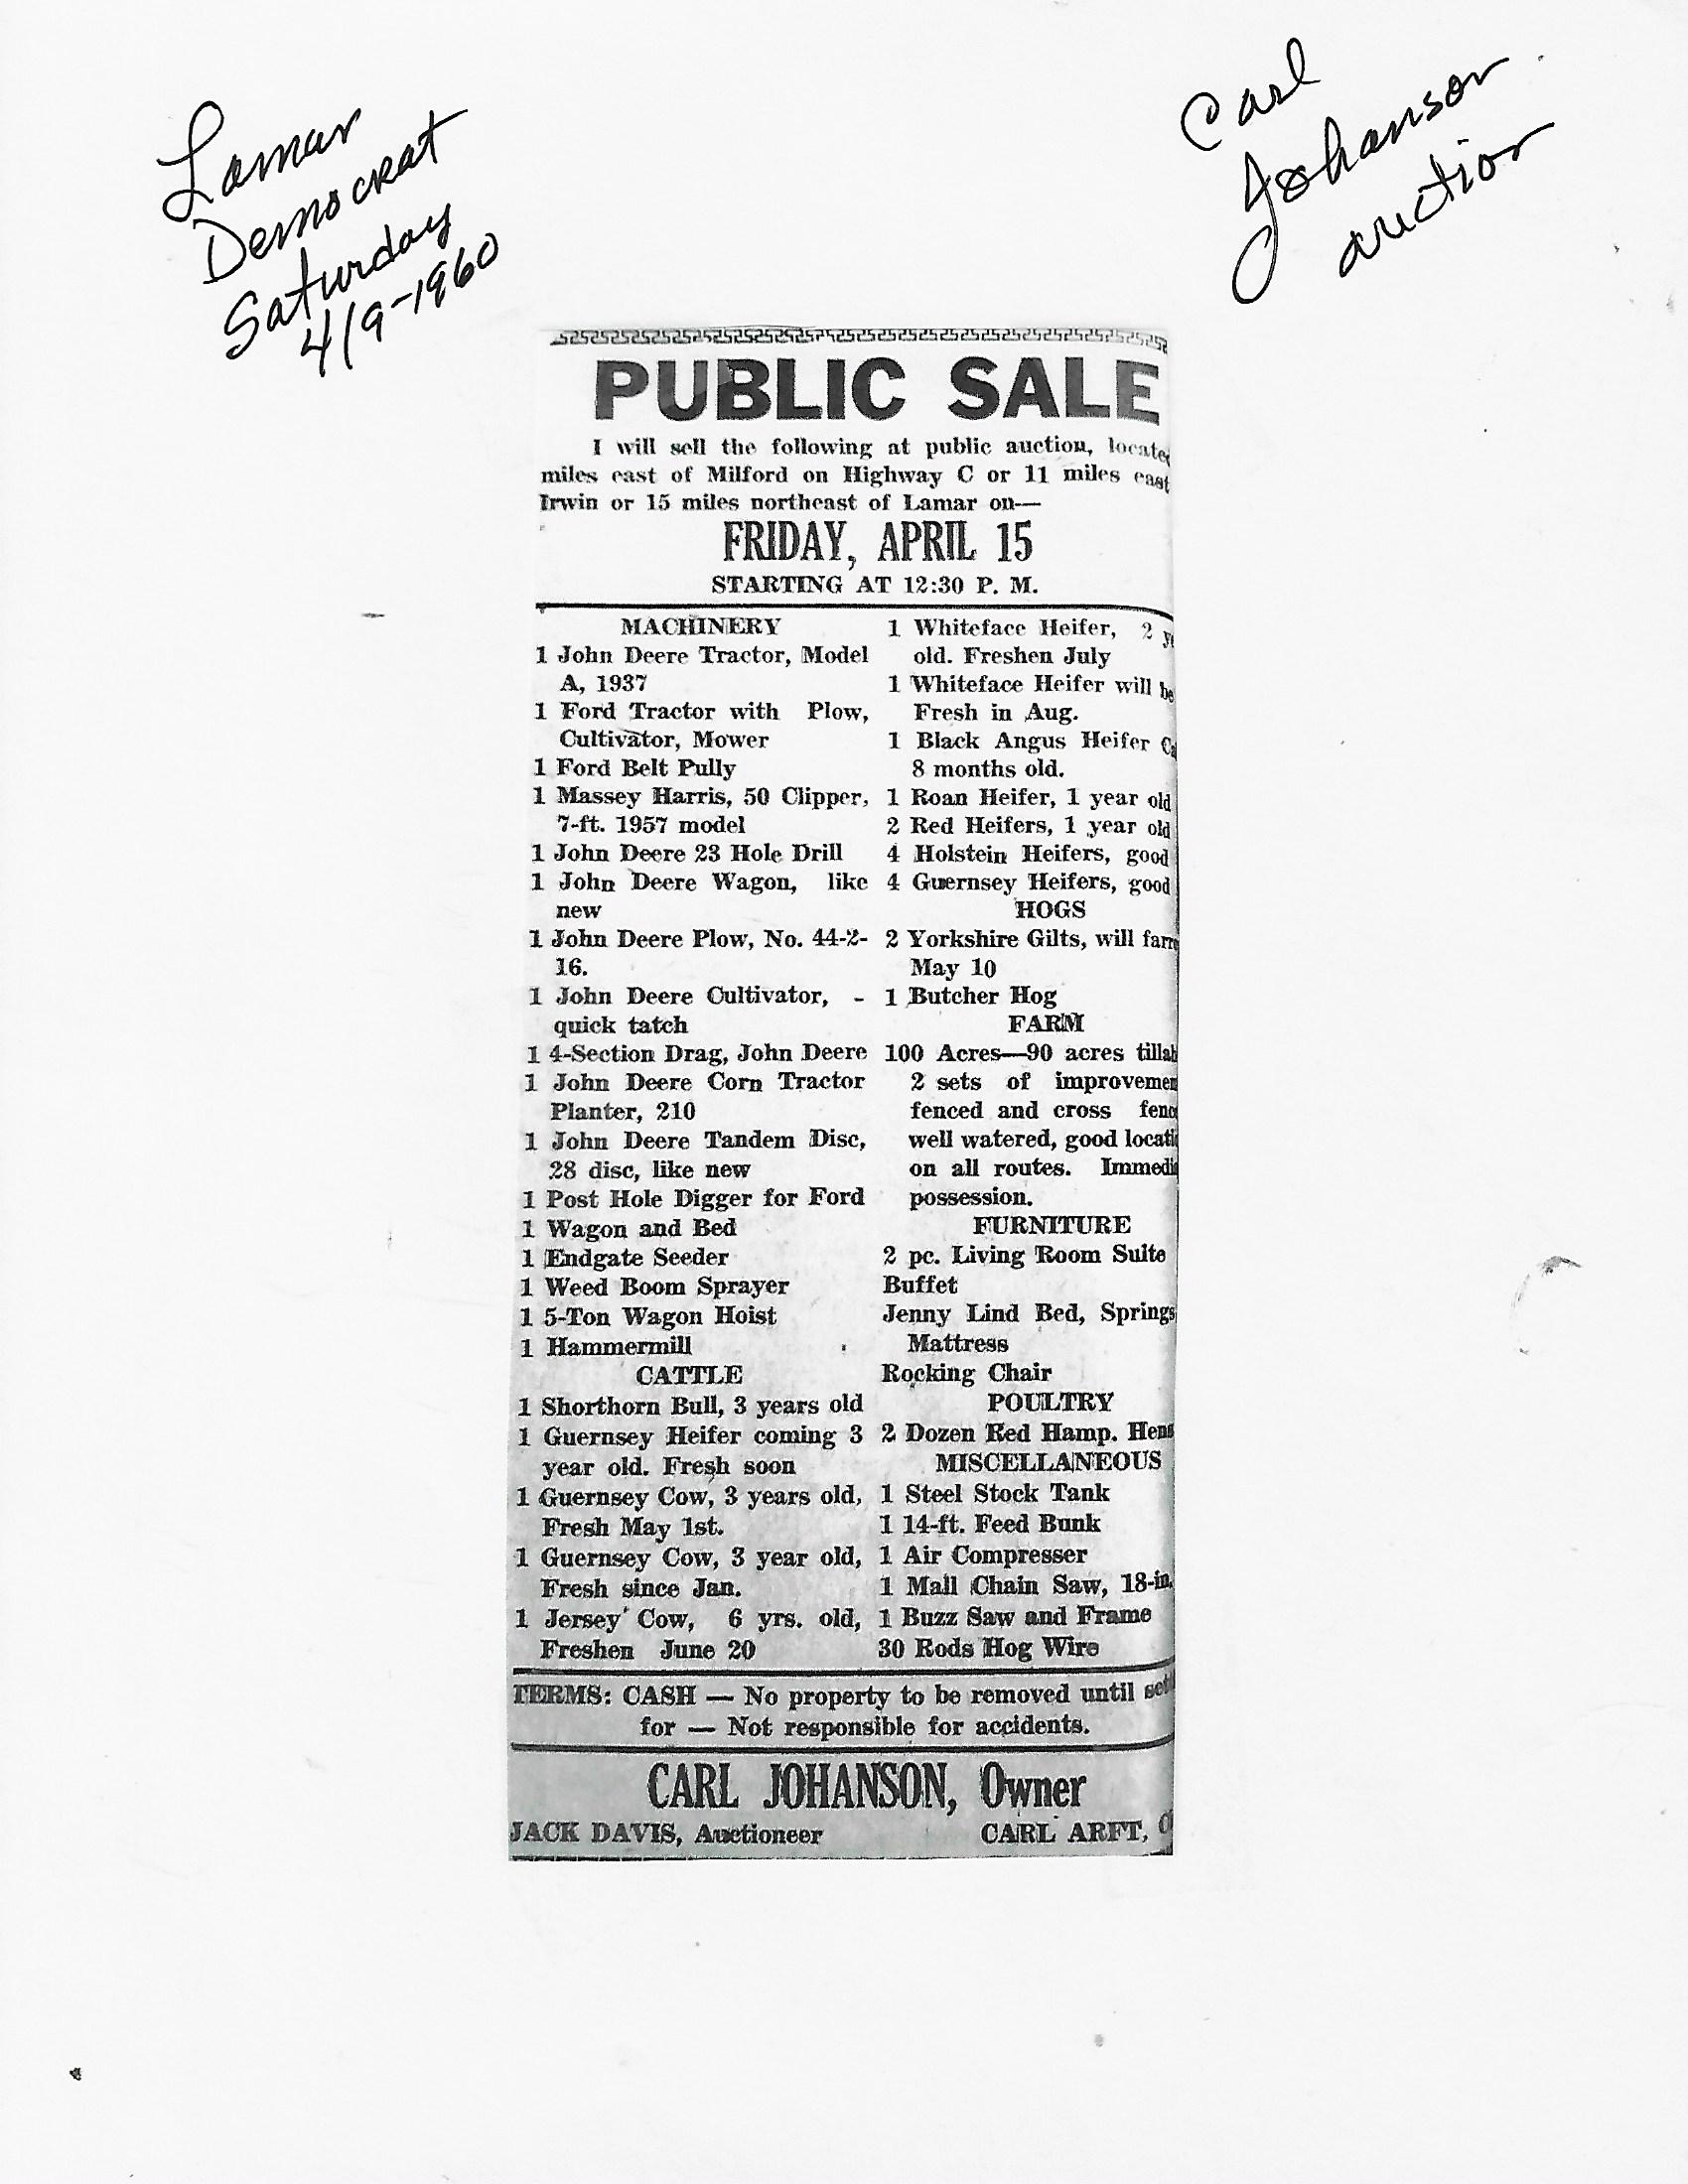 Lamar
Democrat
Saturday
4/9-1960
Carl
Johanson
auction
PUBLIC SALE
I will sell the following at public auction,
miles east of Milford on Highway C or 11 miles east
Irwin or 15 miles northeast of Lamar on—
FRIDAY, APRIL 15
STARTING AT 12:30 P. M.
MACHINERY
1 John Deere Tractor, Model
A, 1937
1 Ford Tractor with Plow,
Cultivator, Mower
1 Ford Belt Pully
1 Massey Harris, 50 Clipper,
7-ft. 1957 model
1 John Deere 23 Hole Drill
1 John Deere Wagon, like
new
1 John Deere Plow, No. 44-2-
16.
1 John Deere Cultivator, -
quick tatch
1 4-Section Drag, John Deere
1 John Deere Corn Tractor
Planter, 210
1 John Deere Tandem Disc,
28 disc, like new
1 Post Hole Digger for Ford
1 Wagon and Bed
1 Endgate Seeder
1 Weed Boom Sprayer
1 5-Ton Wagon Hoist
1 Hammermill
CATTLE
1 Shorthorn Bull, 3 years old
1 Guernsey Heifer coming 3
year old. Fresh soon
1 Guernsey Cow, 3 years old,
Fresh May 1st.
1 Guernsey Cow, 3 year old,
Fresh since Jan.
1 Jersey Cow, 6 yrs. old,
Freshen June 20
1 Whiteface Heifer, 2
old. Freshen July
1 Whiteface Heifer will be
Fresh in Aug.
1 Black Angus Heifer
8 months old.
1 Roan Heifer, 1 year old
2 Red Heifers, 1 year old
4 Holstein Heifers, good
4 Guernsey Heifers, good
HOGS
2 Yorkshire Gilts, will
May 10
1 Butcher Hog
FARM
100 Acres—90 acres
2 sets of
fenced and cross
well watered, good
on all routes.
possession.
FURNITURE
2 pc. Living Room Suite
Buffet
Jenny Lind Bed, Springs
Mattress
Rocking Chair
POULTRY
2 Dozen Red Hamp. Hens
MISCELLANEOUS
1 Steel Stock Tank
1 14-ft. Feed Bunk
1 Air Compresser
1 Mall Chain Saw, 18-in.
1 Buzz Saw and Frame
30 Rods Hog Wire
TERMS: CASH — No property to be removed until
for — Not responsible for accidents.
CARL JOHANSON, Owner
JACK DAVIS, Auctioneer CARL ARFT,